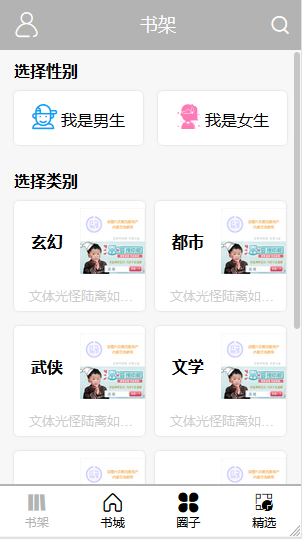 书架
选择性别
我是男生
我是女生
选择类别
玄幻
都市
文体光怪陆离如...
文体光怪陆离如...
武侠
文学
文体光怪陆离如...
文体光怪陆离如...
书架
书城
圈子
精选